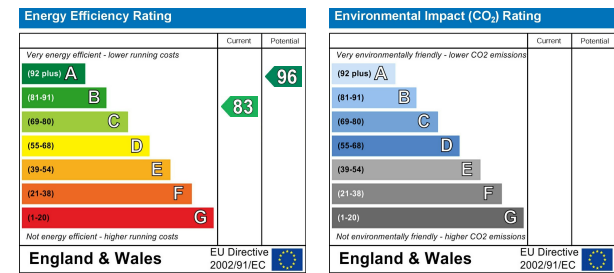 Energy Efficiency Rating
Current Potential
Very energy efficient - lower running costs
(92 plus) A
(81-91) B
(69-80) C
(55-68) D
(39-54) E
(21-38) F
(1-20) G
83
96
Not energy efficient - higher running costs
England & Wales
EU Directive
2002/91/EC
Environmental Impact (CO₂) Rating
Current Potential
Very environmentally friendly - lower CO2 emissions
(92 plus) A
(81-91) B
(69-80) C
(55-68) D
(39-54) E
(21-38) F
(1-20) G
Not environmentally friendly - higher CO2 emissions
England & Wales
EU Directive
2002/91/EC